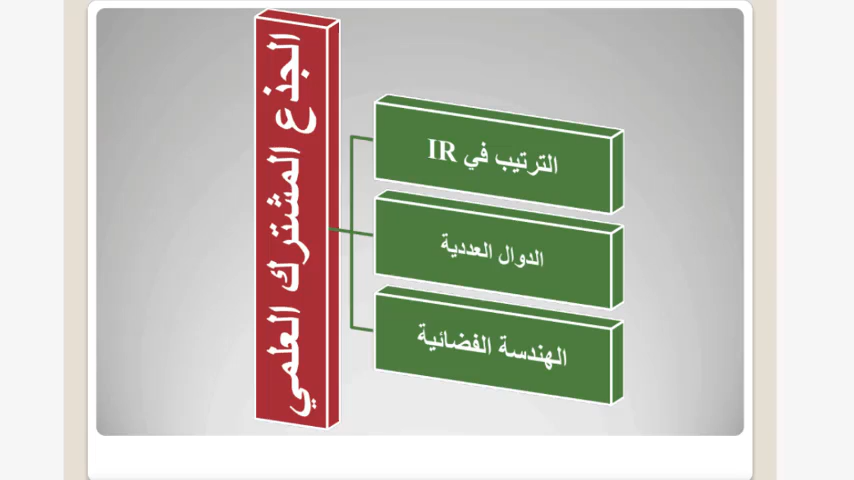 الجذع المشترك العلمي
الترتيب في IR
الدوال العددية
الهندسة الفضائية